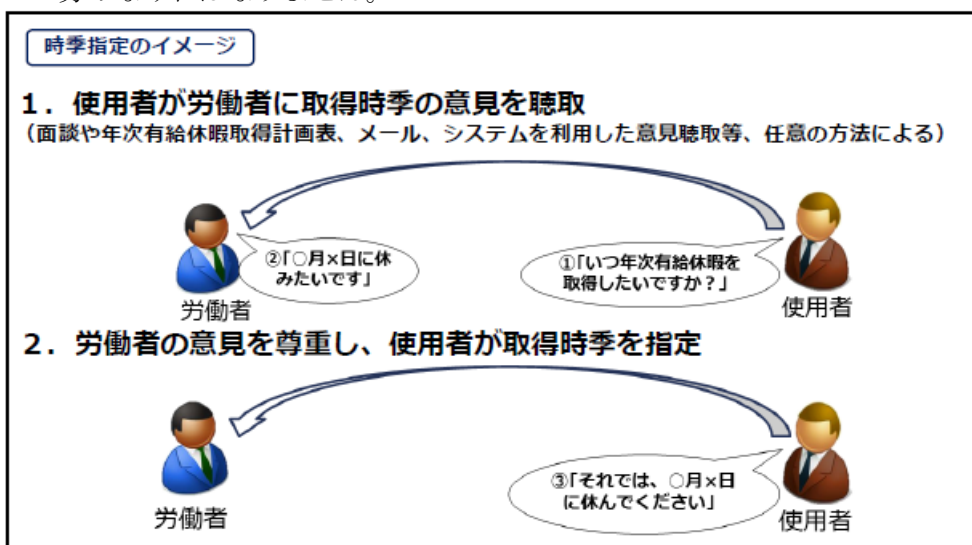 時季指定のイメージ
1．使用者が労働者に取得時季の意見を聴取
（面談や年次有給休暇取得計画表、メール、システムを利用した意見聴取等、任意の方法による）
②「○月×日に休
みたいです」
①「いつ年次有給休暇を
取得したいですか？」
労働者
使用者
2．労働者の意見を尊重し、使用者が取得時季を指定
③「それでは、○月×日
に休んでください」
労働者
使用者